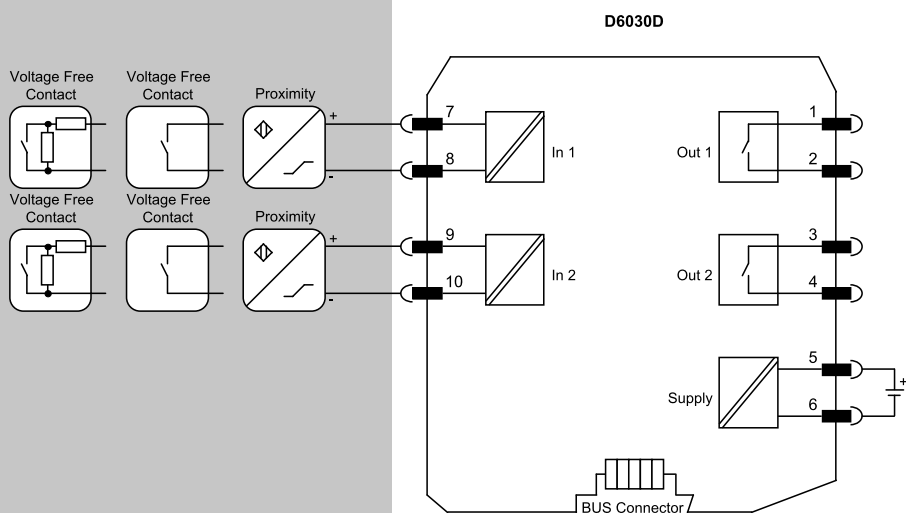 D6030D
Voltage Free
Contact
Voltage Free
Contact
Proximity
+
-
7
8
In 1
Out 1
1
2
Voltage Free
Contact
Voltage Free
Contact
Proximity
+
-
9
10
In 2
Out 2
3
4
Supply
5
6
+
BUS Connector